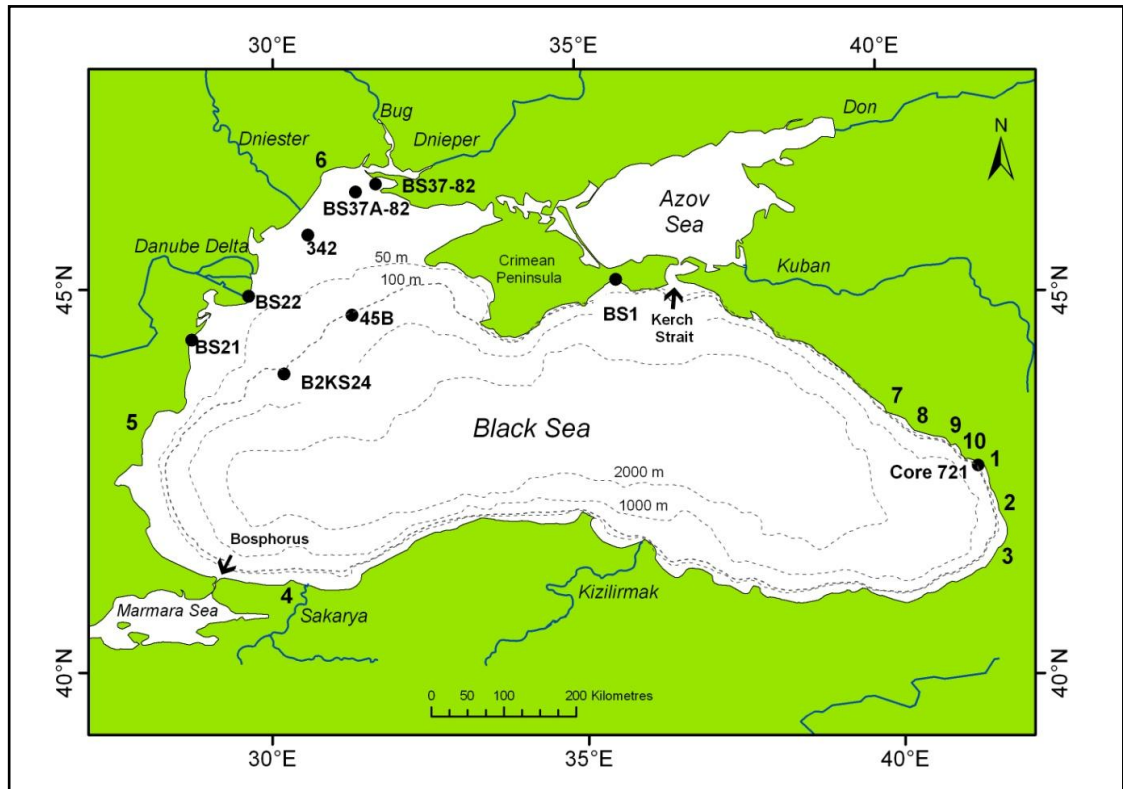 30°E 35°E 40°E
Bug
Dniester
Dnieper
Don
N
6
BS37-82
BS37A-82
Azov
Sea
342
Danube Delta
50 m
Crimean
Peninsula
Kuban
45°N
45°N
100 m
BS22
45B
BS1
Kerch
Strait
BS21
B2KS24
7
8
5
Black Sea
9
10
1
Core 721
2000 m
2
1000 m
Bosphorus
3
Marmara Sea
4
Sakarya
Kizilirmak
40°N
40°N
0 50 100 200 Kilometres
30°E 35°E 40°E